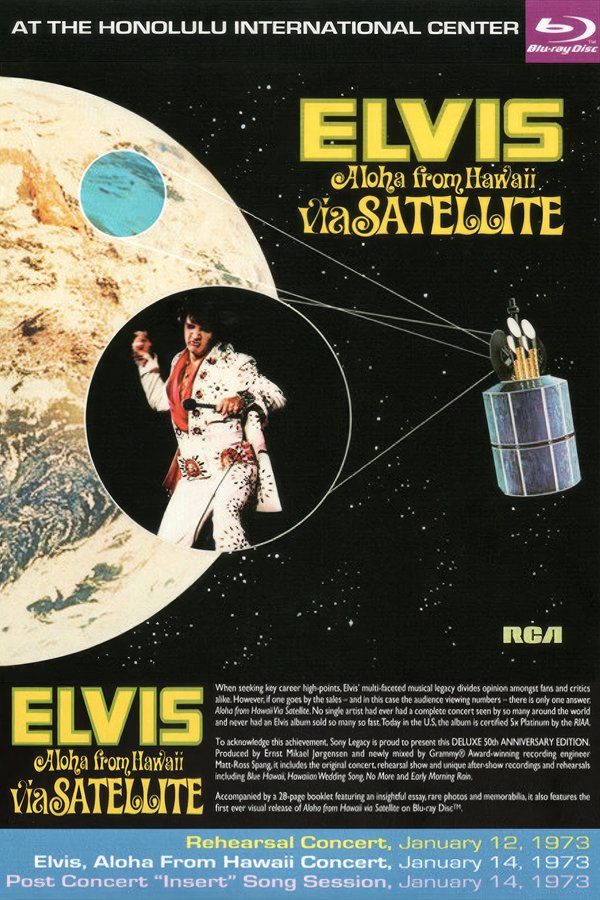 AT THE HONOLULU INTERNATIONAL CENTER
Blu-ray Disc
ELVIS
Aloha from Hawaii
via SATELLITE
RCA
ELVIS
Aloha from Hawaii
via SATELLITE
When seeking key career high-points, Elvis' multi-faceted musical legacy divides opinion amongst fans and critics
alike. However, if one goes by the sales – and in this case the audience viewing numbers – there is only one answer.
Aloha from Hawaii Via Satellite. No single artist had ever had a complete concert seen by so many around the world
and never had an Elvis album sold so many so fast. Today in the U.S, the album is certified 5x Platinum by the RIAA.
To acknowledge this achievement, Sony Legacy is proud to present this DELUXE 50th ANNIVERSARY EDITION.
Produced by Ernst Mikael Jørgensen and newly mixed by Grammy® Award-winning recording engineer
Matt-Ross Spang, it includes the original concert, rehearsal show and unique after-show recordings and rehearsals
including Blue Hawaii, Hawaiian Wedding Song, No More and Early Morning Rain.
Accompanied by a 28-page booklet featuring an insightful essay, rare photos and memorabilia, it also features the
first ever visual release of Aloha from Hawaii via Satellite on Blu-ray Disc™.
Rehearsal Concert, January 12, 1973
Elvis, Aloha From Hawaii Concert, January 14, 1973
Post Concert "Insert" Song Session, January 14, 1973